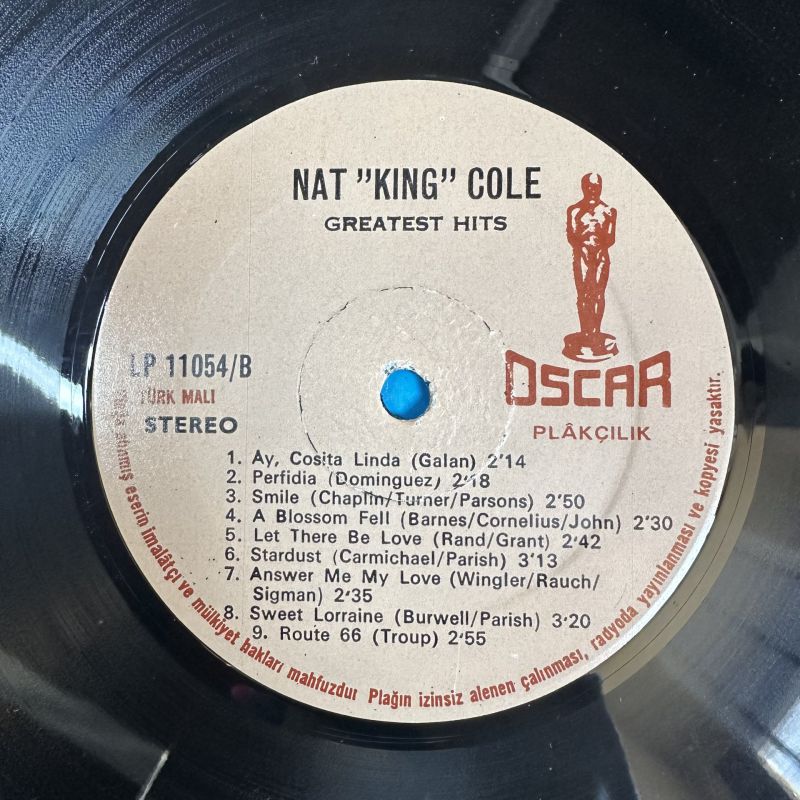 NAT "KING" COLE
GREATEST HITS
LP 11054/B
TÜRK MALI
STEREO
OSCAR
PLÂKÇILIK
1. Ay, Cosita Linda (Galan) 2'14
2. Perfidia (Dominguez) 2'18
3. Smile (Chaplin/Turner/Parsons) 2'50
4. A Blossom Fell (Barnes/Cornelius/John) 2'30
5. Let There Be Love (Rand/Grant) 2'42
6. Stardust (Carmichael/Parish) 3'13
7. Answer Me My Love (Wingler/Rauch/
Sigman) 2'35
8. Sweet Lorraine (Burwell/Parish) 3'20
9. Route 66 (Troup) 2'55
eserin imalâtçı ve mülkiyet hakları mahfuzdur Plağın izinsiz alenen çalınması, radyoda yayınlanması ve kopyesi yasaktır.